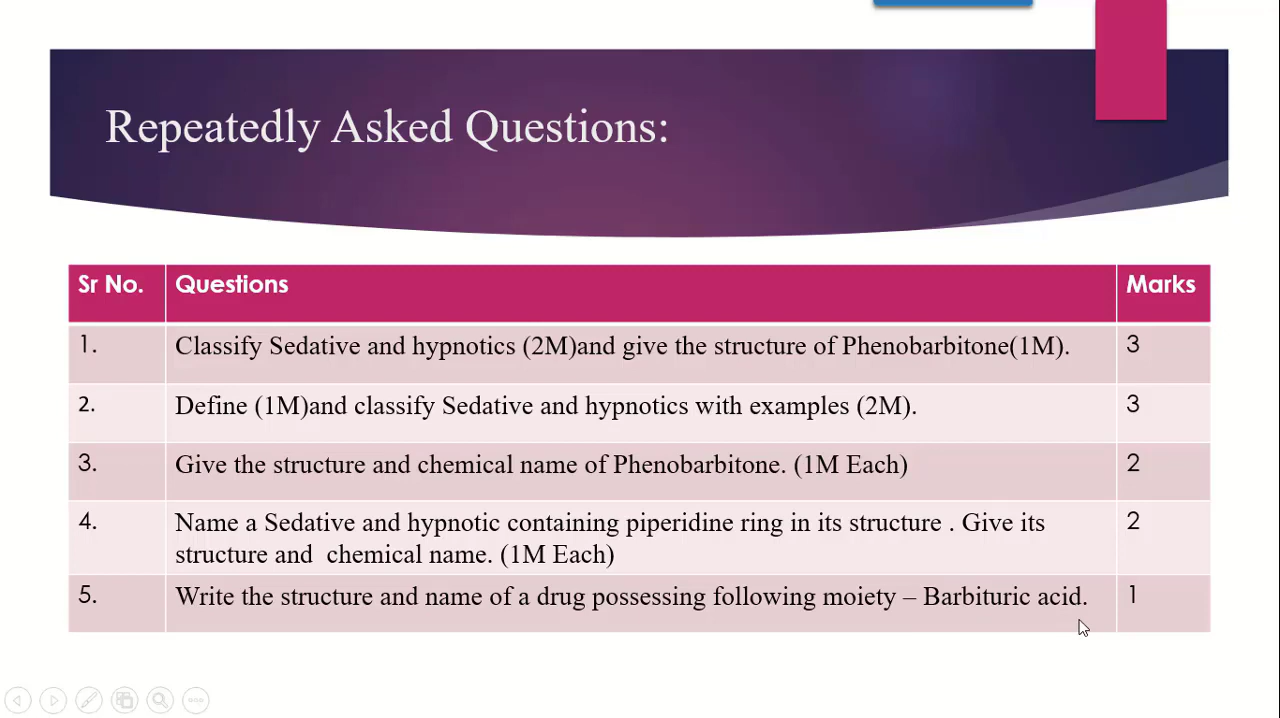 Repeatedly Asked Questions:
Sr No. Questions Marks
1. Classify Sedative and hypnotics (2M)and give the structure of Phenobarbitone(1M). 3
2. Define (1M)and classify Sedative and hypnotics with examples (2M). 3
3. Give the structure and chemical name of Phenobarbitone. (1M Each) 2
4. Name a Sedative and hypnotic containing piperidine ring in its structure . Give its 2
structure and  chemical name. (1M Each)
5. Write the structure and name of a drug possessing following moiety – Barbituric acid. 1